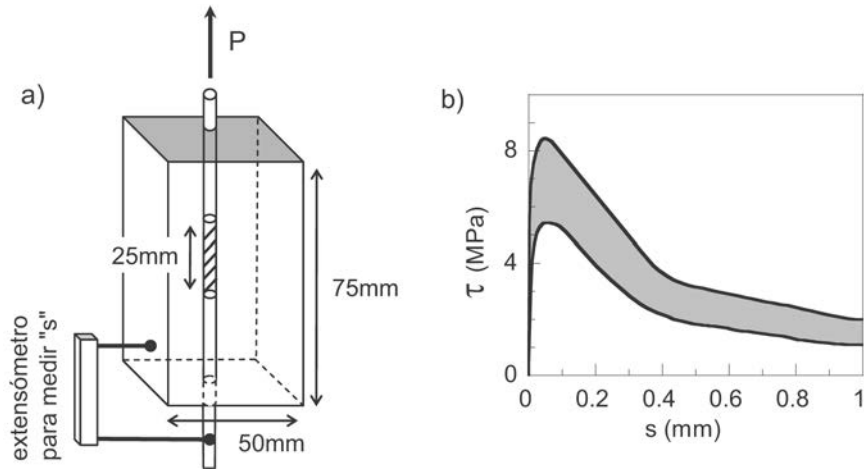 a)
P
25mm
75mm
50mm
extensómetro
para medir "s"
b)
τ (MPa)
8
4
0
0
0.2
0.4
0.6
0.8
1
s (mm)